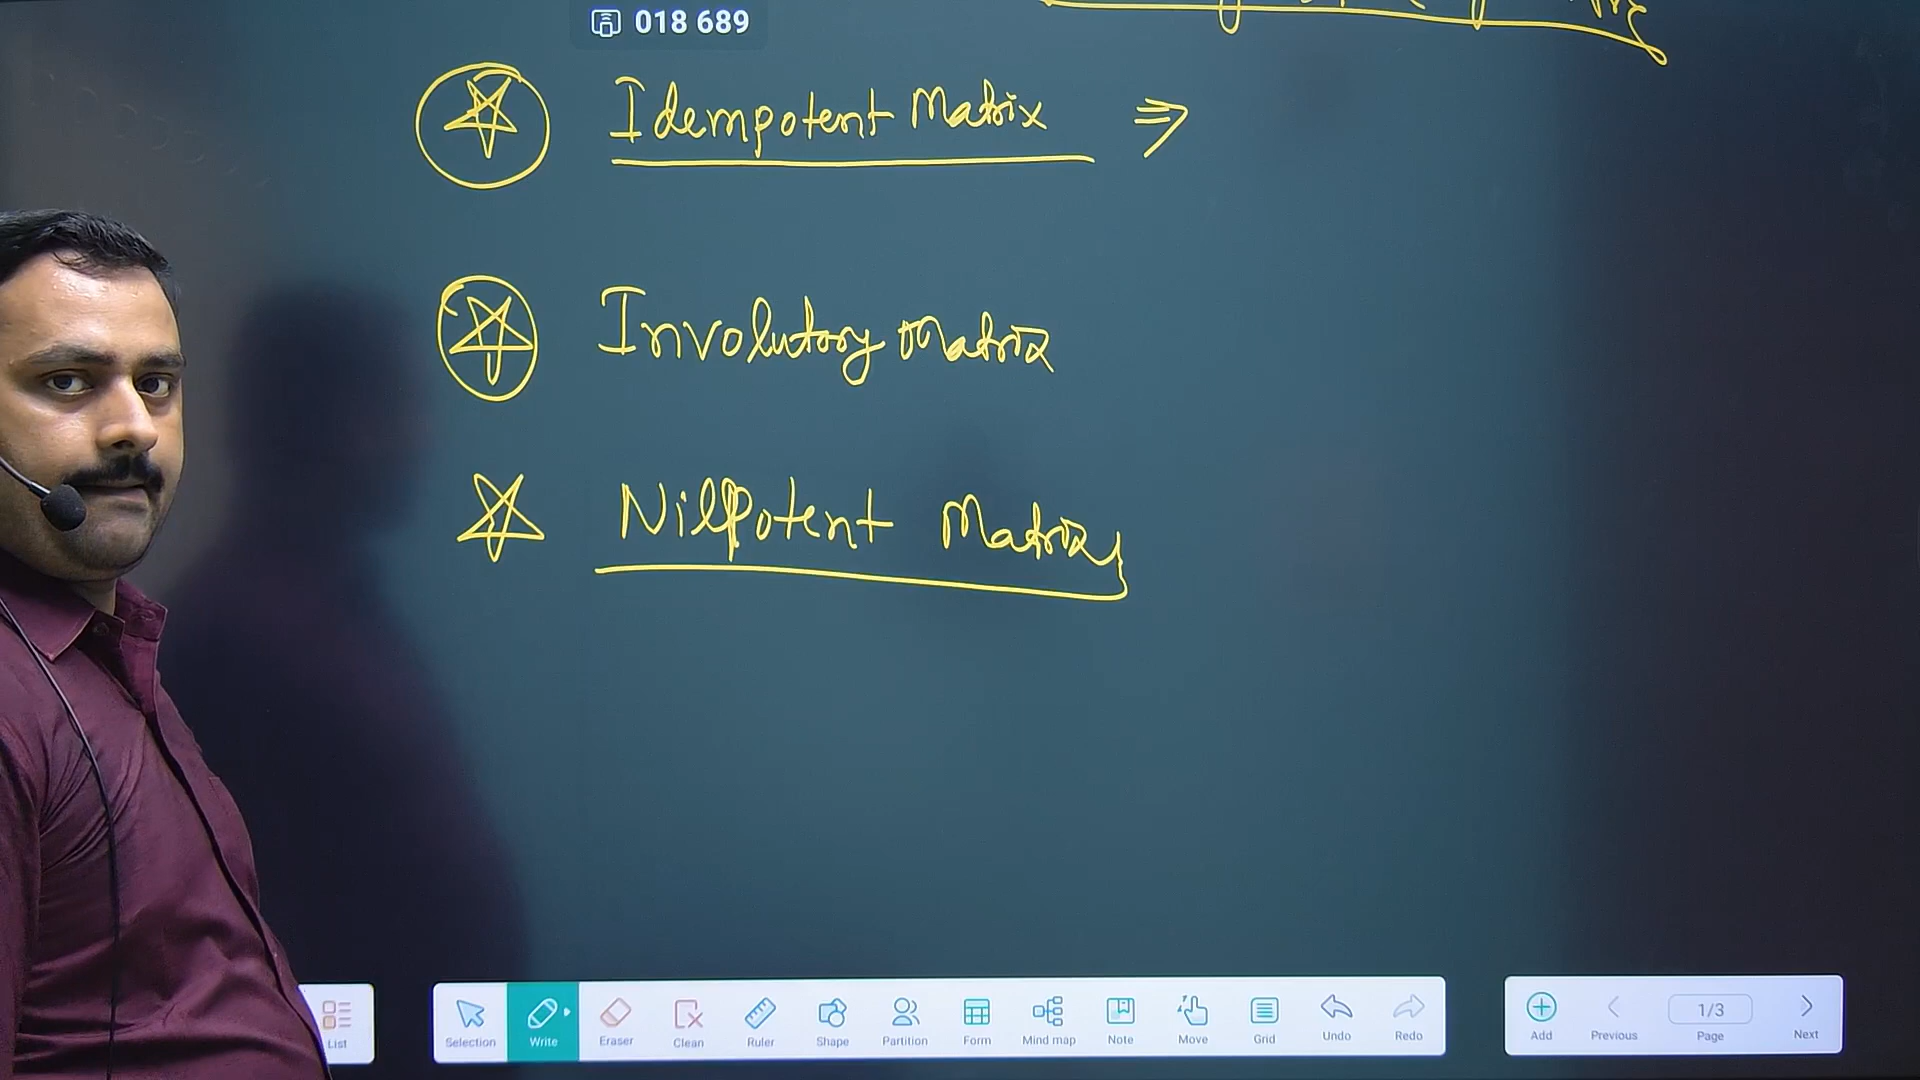 018 689
Idempotent Matrix ⇒
Involutory Matrix
Nilpotent Matrix
List
Selection Write Eraser Clean Ruler Shape Partition Form Mind map Note Move Grid Undo Redo
Add Previous 1/3 Page Next